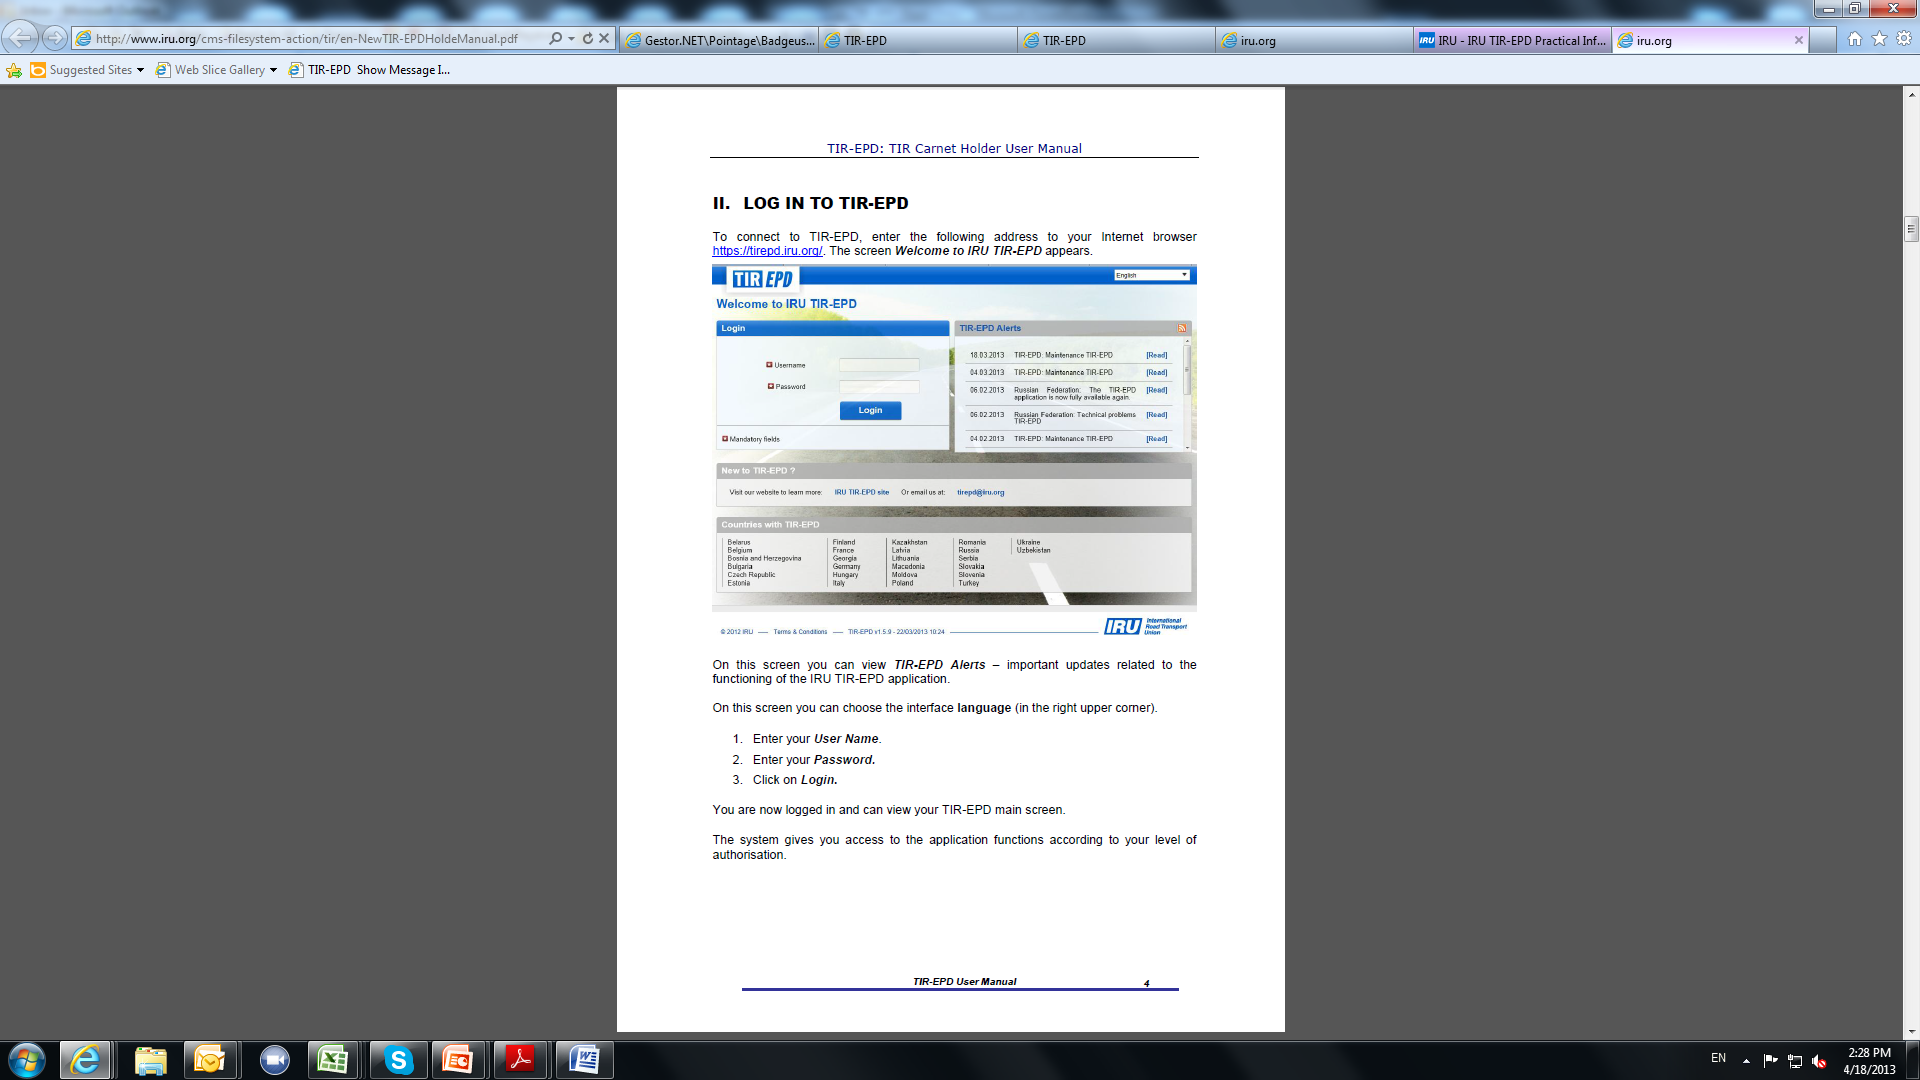 http://www.iru.org/cms-filesystem-action/tir/en-NewTIR-EPDHoldeManual.pdf
Gestor.NET\Pointage\Badgeus...
TIR-EPD
TIR-EPD
iru.org
IRU IRU - IRU TIR-EPD Practical Inf...
iru.org
Suggested Sites
Web Slice Gallery
TIR-EPD Show Message I...
TIR-EPD: TIR Carnet Holder User Manual
II. LOG IN TO TIR-EPD
To connect to TIR-EPD, enter the following address to your Internet browser
https://tirepd.iru.org/. The screen Welcome to IRU TIR-EPD appears.
TIR EPD
English
Welcome to IRU TIR-EPD
Login
Username
Password
Login
Mandatory fields
TIR-EPD Alerts
18.03.2013 TIR-EPD: Maintenance TIR-EPD [Read]
04.03.2013 TIR-EPD: Maintenance TIR-EPD [Read]
06.02.2013 Russian Federation: The TIR-EPD [Read]
application is now fully available again.
06.02.2013 Russian Federation: Technical problems [Read]
TIR-EPD
04.02.2013 TIR-EPD: Maintenance TIR-EPD [Read]
New to TIR-EPD ?
Visit our website to learn more: IRU TIR-EPD site Or email us at: tirepd@iru.org
Countries with TIR-EPD
Belarus Finland Kazakhstan Romania Ukraine
Belgium France Latvia Russia Uzbekistan
Bosnia and Herzegovina Georgia Lithuania Serbia
Bulgaria Germany Macedonia Slovakia
Czech Republic Hungary Moldova Slovenia
Estonia Italy Poland Turkey
© 2012 IRU Terms & Conditions TIR-EPD v1.5.9 - 22/03/2013 10:24
IRU International
Road Transport
Union
On this screen you can view TIR-EPD Alerts – important updates related to the
functioning of the IRU TIR-EPD application.
On this screen you can choose the interface language (in the right upper corner).
1. Enter your User Name.
2. Enter your Password.
3. Click on Login.
You are now logged in and can view your TIR-EPD main screen.
The system gives you access to the application functions according to your level of
authorisation.
TIR-EPD User Manual 4
EN
2:28 PM
4/18/2013